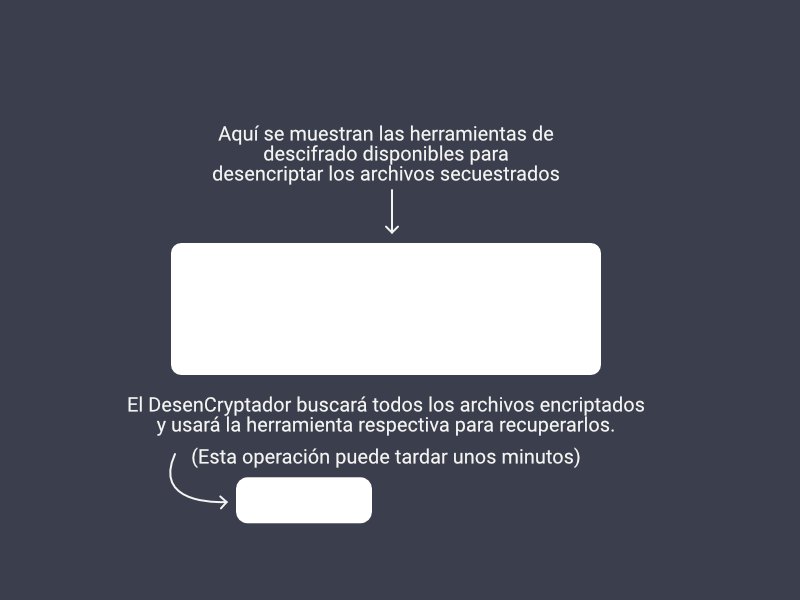 Aquí se muestran las herramientas de
descifrado disponibles para
desencriptar los archivos secuestrados
El DesenCryptador buscará todos los archivos encriptados
y usará la herramienta respectiva para recuperarlos.
(Esta operación puede tardar unos minutos)